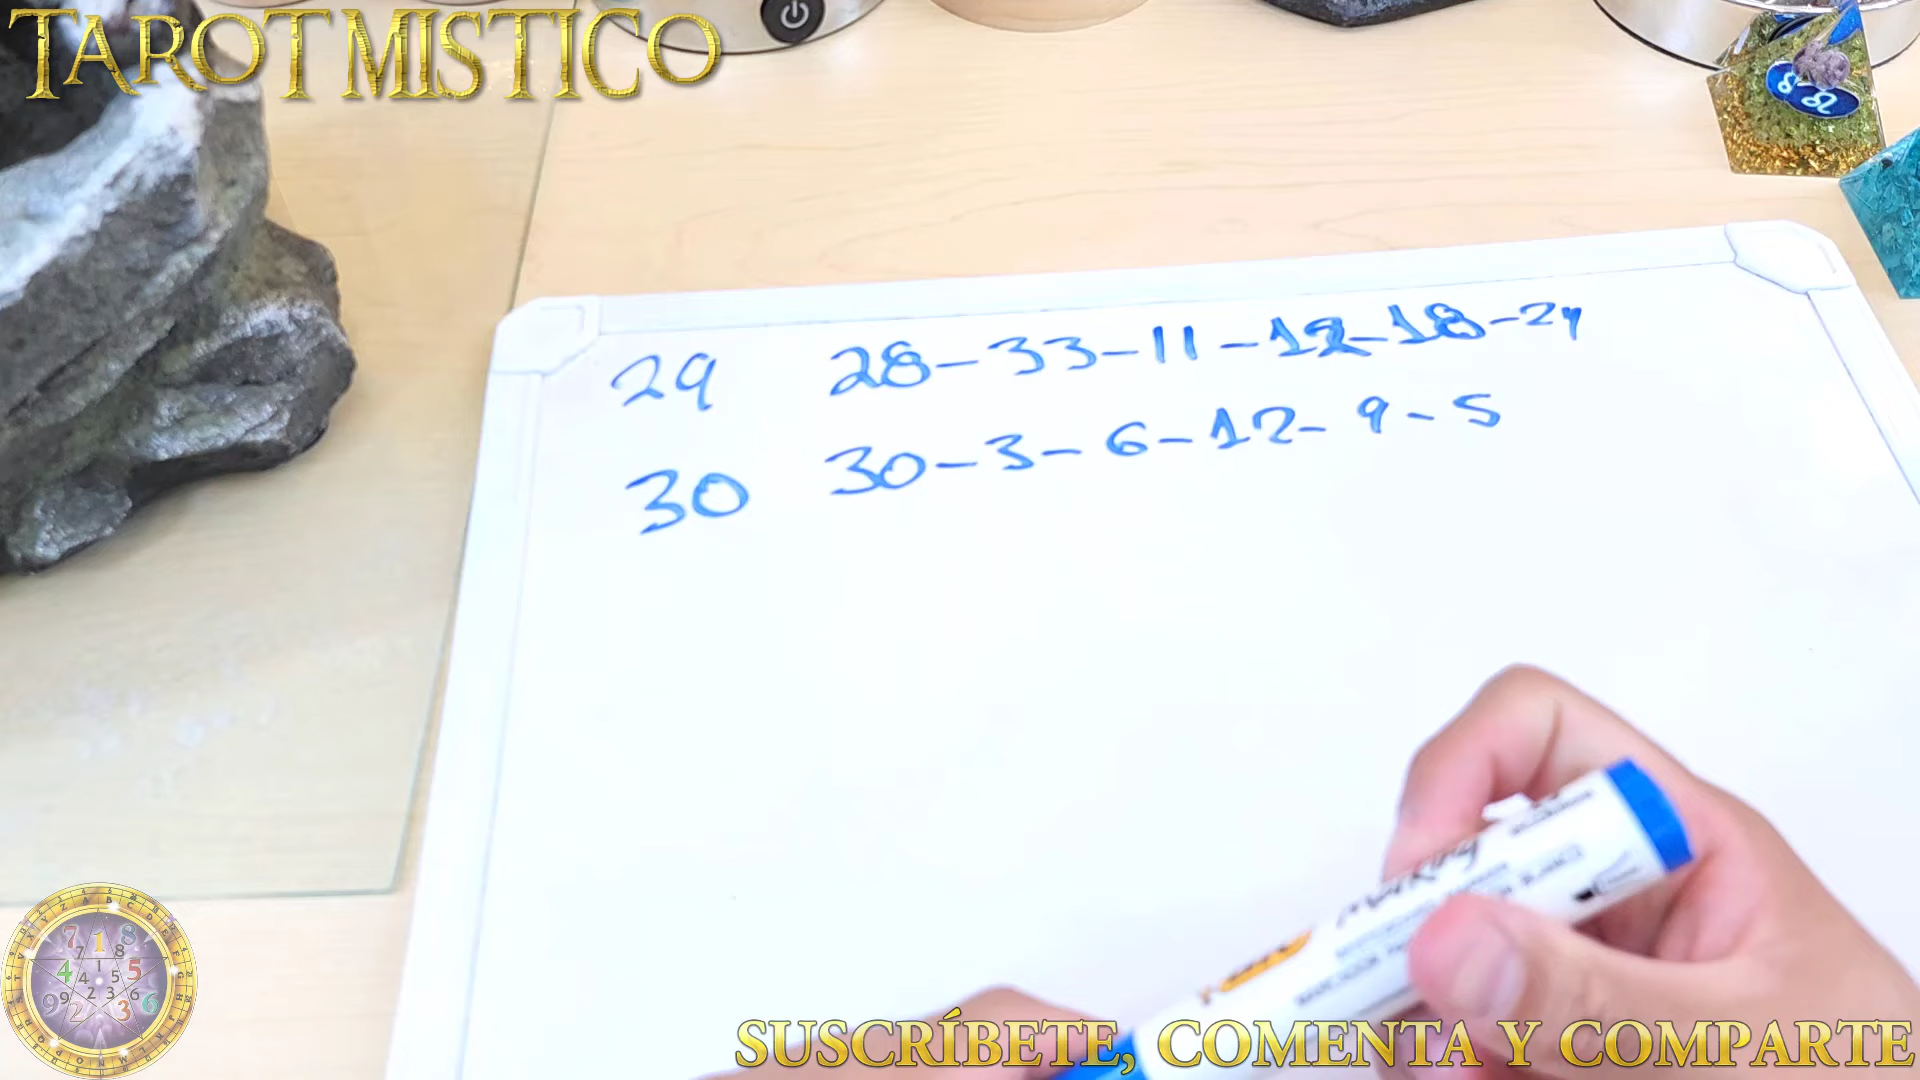 TAROT MISTICO
29 28-33-11-12-18-24
30 30-3-6-12-9-5
SUSCRÍBETE, COMENTA Y COMPARTE